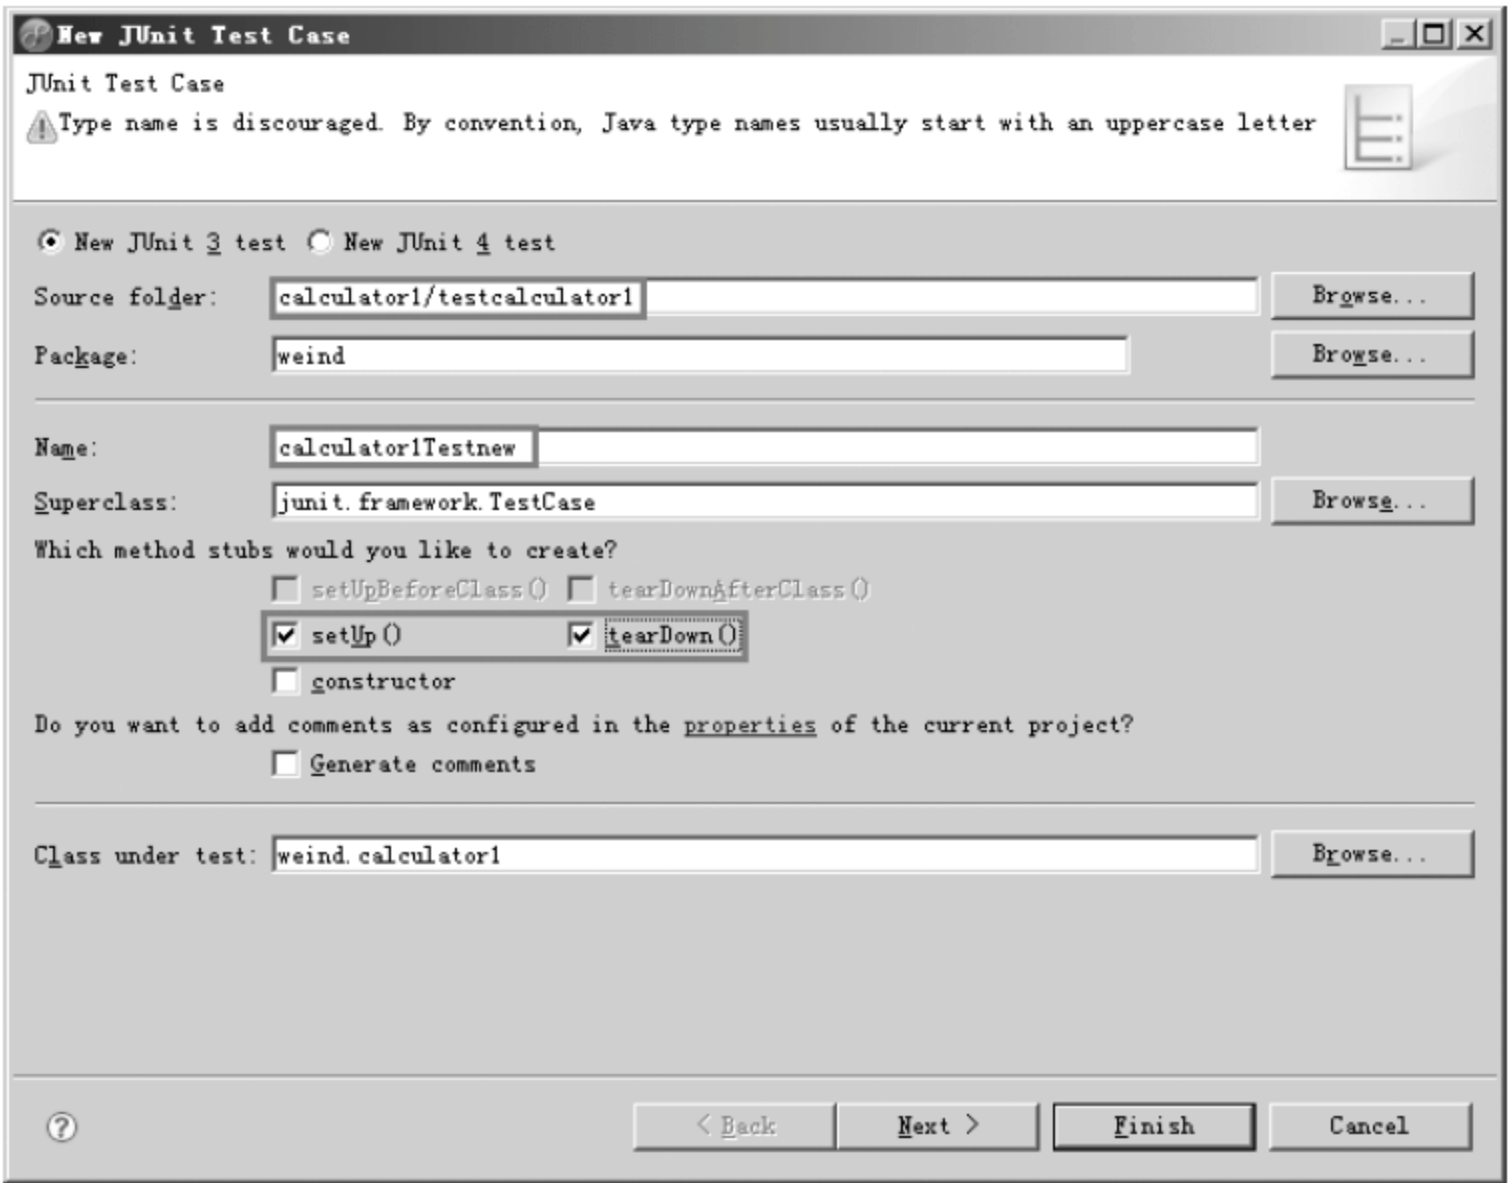 New JUnit Test Case
JUnit Test Case
Type name is discouraged. By convention, Java type names usually start with an uppercase letter
New JUnit 3 test New JUnit 4 test
Source folder: calculator1/testcalculator1 Browse...
Package: weind Browse...
Name: calculator1Testnew
Superclass: junit.framework.TestCase Browse...
Which method stubs would you like to create?
setUpBeforeClass() tearDownAfterClass()
setUp() tearDown()
constructor
Do you want to add comments as configured in the properties of the current project?
Generate comments
Class under test: weind.calculator1 Browse...
? < Back Next > Finish Cancel